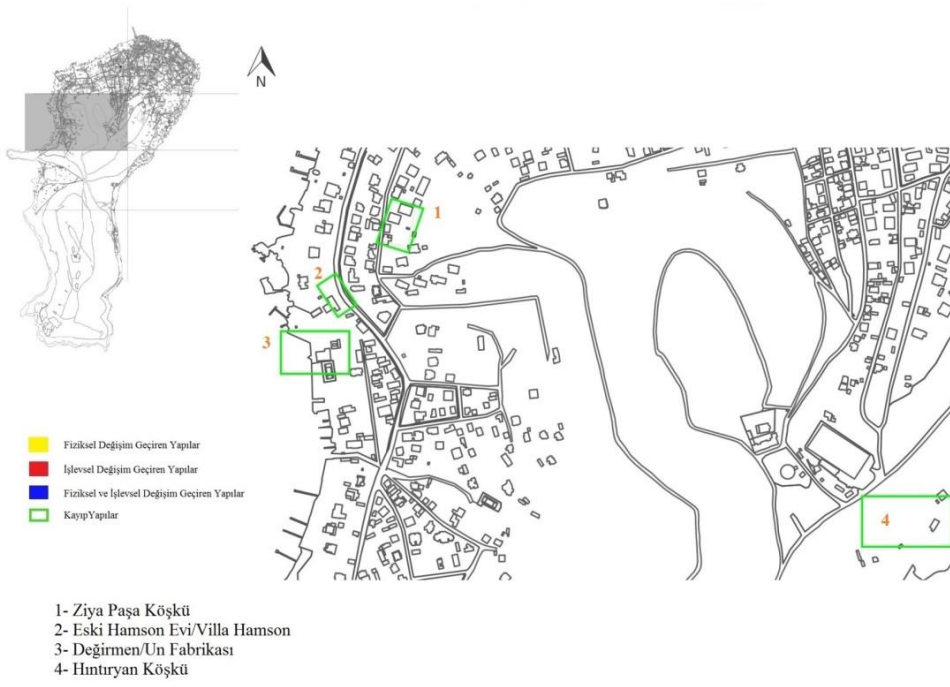 N
1
2
3
4
Fiziksel Değişim Geçiren Yapılar
İşlevsel Değişim Geçiren Yapılar
Fiziksel ve İşlevsel Değişim Geçiren Yapılar
KayıpYapılar
1- Ziya Paşa Köşkü
2- Eski Hamson Evi/Villa Hamson
3- Değirmen/Un Fabrikası
4- Hıntıryan Köşkü